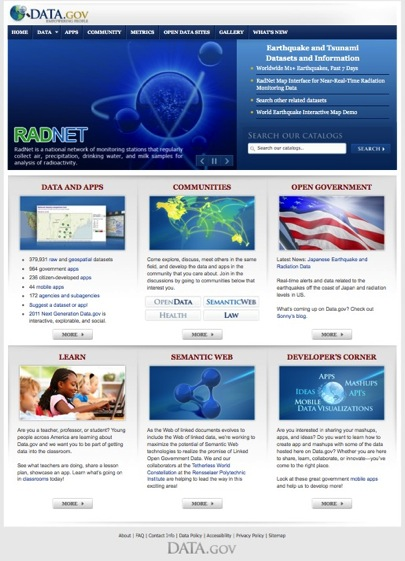 DATA.GOV
EMPOWERING PEOPLE
HOME DATA APPS COMMUNITY METRICS OPEN DATA SITES GALLERY WHAT'S NEW
Earthquake and Tsunami
Datasets and Information
Worldwide M1+ Earthquakes, Past 7 Days
RadNet Map Interface for Near-Real-Time Radiation
Monitoring Data
Search other related datasets
World Earthquake Interactive Map Demo
RADNET
RadNet is a national network of monitoring stations that regularly
collect air, precipitation, drinking water, and milk samples for
analysis of radioactivity.
SEARCH OUR CATALOGS
Search our catalogs..
SEARCH
DATA AND APPS
379,931 raw and geospatial datasets
964 government apps
236 citizen-developed apps
44 mobile apps
172 agencies and subagencies
Suggest a dataset or app!
2011 Next Generation Data.gov is
interactive, explorable, and social
MORE
COMMUNITIES
Come explore, discuss, meet others in the same
field, and develop the data and apps in the
community that you care about. Join in the
discussions by going to communities below that
interest you.
OPENDATA SEMANTICWEB
HEALTH LAW
MORE
OPEN GOVERNMENT
Latest News: Japanese Earthquake and
Radiation Data
Real-time alerts and data related to the
earthquakes off the coast of Japan and radiation
levels in US.
What's coming up on Data.gov? Check out
Sonny's blog.
MORE
LEARN
Are you a teacher, professor, or student? Young
people across America are learning about
Data.gov and we want you to be part of getting
data into the classroom.
See what teachers are doing, share a lesson
plan, showcase an app. Learn what's going on
in classrooms today!
MORE
SEMANTIC WEB
As the Web of linked documents evolves to
include the Web of linked data, we're working to
maximize the potential of Semantic Web
technologies to realize the promise of Linked
Open Government Data. We and our
collaborators at the Tetherless World
Constellation at the Rensselaer Polytechnic
Institute are helping to lead the way in this
exciting area!
MORE
DEVELOPER'S CORNER
APPS
MASHUPS
IDEAS API'S
MOBILE
DATA VISUALIZATIONS
Are you interested in sharing your mashups,
apps, and ideas? Do you want to learn how to
create app and mashups with some of the data
hosted here on Data.gov? Whether you are here
to share, learn, collaborate, or innovate—you've
come to the right place.
Look at these great government mobile apps
and help us to develop more!
MORE
About | FAQ | Contact Info | Data Policy | Accessibility | Privacy Policy | Sitemap
DATA.GOV